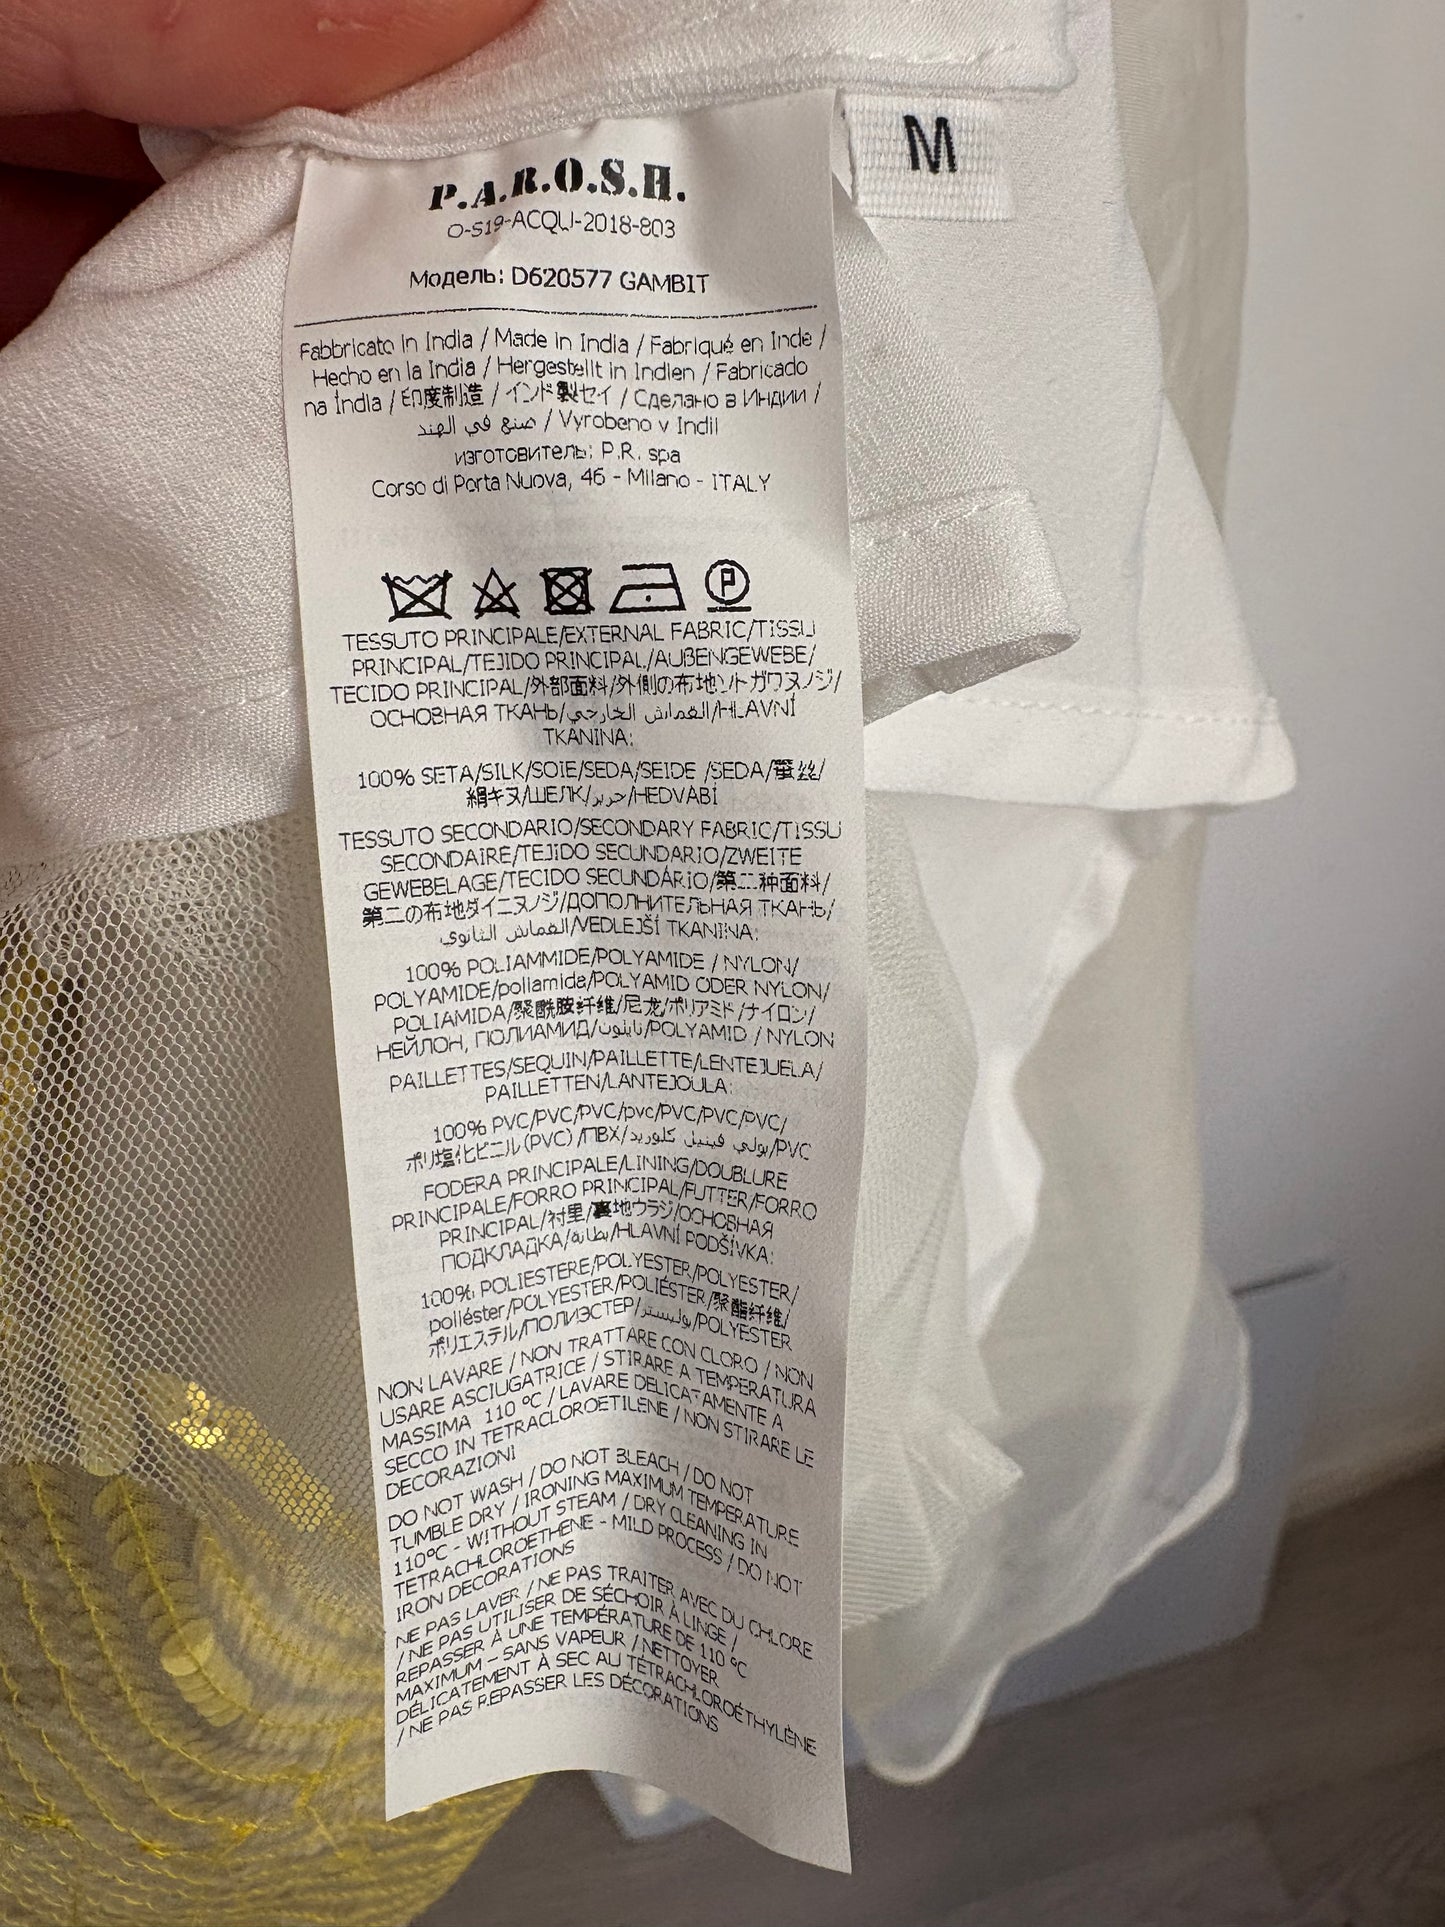 M
P.A.R.O.S.H.
O-S19-ACQU-2018-803
Модель: D620577 GAMBIT
Fabbricato in India / Made in India / Fabriqué en Inde /
Hecho en la India / Hergestellt in Indien / Fabricado
na Índia / 印度制造 / インド製セイ / Сделано в Индии /
صنع في الهند / Vyrobeno v Indii
изготовитель: P.R. spa
Corso di Porta Nuova, 46 - Milano - ITALY
P
TESSUTO PRINCIPALE/EXTERNAL FABRIC/TISSU
PRINCIPAL/TEJIDO PRINCIPAL/AUßENGEWEBE/
TECIDO PRINCIPAL/外部面料/外側の布地ソトガワヌノジ/
ОСНОВНАЯ ТКАНЬ/القماش الخارجي/HLAVNÍ
TKANINA:
100% SETA/SILK/SOIE/SEDA/SEIDE /SEDA/蚕丝/
絹キヌ/ШЕЛК/حرير/HEDVÁBÍ
TESSUTO SECONDARIO/SECONDARY FABRIC/TISSU
SECONDAIRE/TEJIDO SECUNDARIO/ZWEITE
GEWEBELAGE/TECIDO SECUNDÁRIO/第二种面料/
第二の布地ダイニヌノジ/ДОПОЛНИТЕЛЬНАЯ ТКАНЬ/
القماش الثانوي/VEDLEJŠÍ TKANINA:
100% POLIAMMIDE/POLYAMIDE / NYLON/
POLYAMIDE/poliamida/POLYAMID ODER NYLON/
POLIAMIDA/聚酰胺纤维/尼龙/ポリアミド/ナイロン/
НЕЙЛОН, ПОЛИАМИД/نايلون/POLYAMID / NYLON
PAILLETTES/SEQUIN/PAILLETTE/LENTEJUELA/
PAILLETTEN/LANTEJOULA:
100% PVC/PVC/PVC/pvc/PVC/PVC/PVC/
ポリ塩化ビニル(PVC) /ПВХ/بولي فينيل كلوريد/PVC
FODERA PRINCIPALE/LINING/DOUBLURE
PRINCIPALE/FORRO PRINCIPAL/FUTTER/FORRO
PRINCIPAL/衬里/裏地ウラジ/ОСНОВНАЯ
ПОДКЛАДКА/بطانة/HLAVNÍ PODŠÍVKA:
100% POLIESTERE/POLYESTER/POLYESTER/
poliéster/POLYESTER/POLIÉSTER/聚酯纤维/
ポリエステル/ПОЛИЭСТЕР/بوليستر/POLYESTER
NON LAVARE / NON TRATTARE CON CLORO / NON
USARE ASCIUGATRICE / STIRARE A TEMPERATURA
MASSIMA 110 °C / LAVARE DELICATAMENTE A
SECCO IN TETRACLOROETILENE / NON STIRARE LE
DECORAZIONI
DO NOT WASH / DO NOT BLEACH / DO NOT
TUMBLE DRY / IRONING MAXIMUM TEMPERATURE
110°C - WITHOUT STEAM / DRY CLEANING IN
TETRACHLOROETHENE - MILD PROCESS / DO NOT
IRON DECORATIONS
NE PAS LAVER / NE PAS TRAITER AVEC DU CHLORE
/ NE PAS UTILISER DE SÉCHOIR À LINGE /
REPASSER À UNE TEMPÉRATURE DE 110 °C
MAXIMUM – SANS VAPEUR / NETTOYER
DÉLICATEMENT À SEC AU TÉTRACHLOROÉTHYLÈNE
/ NE PAS REPASSER LES DÉCORATIONS